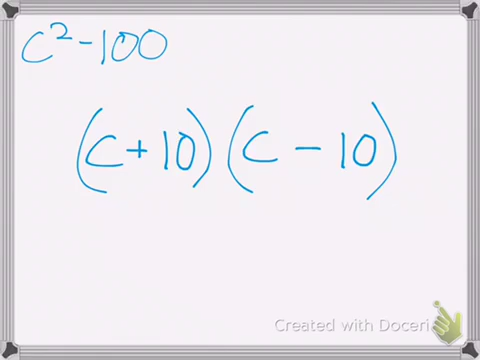 c² - 100
(c + 10) (c - 10)
Created with Doceri